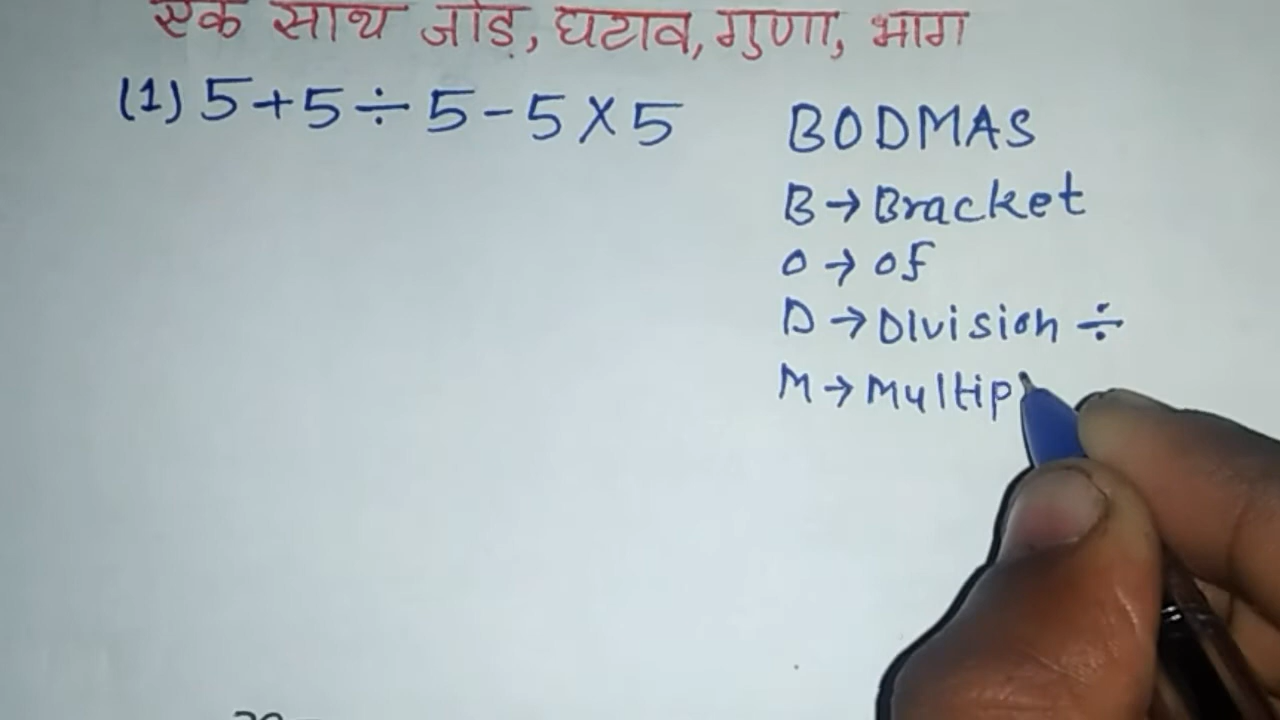 एक साथ जोड़, घटाव, गुणा, भाग
(1) 5+5÷5-5×5
BODMAS
B→Bracket
O→of
D→Division ÷
M→Multip